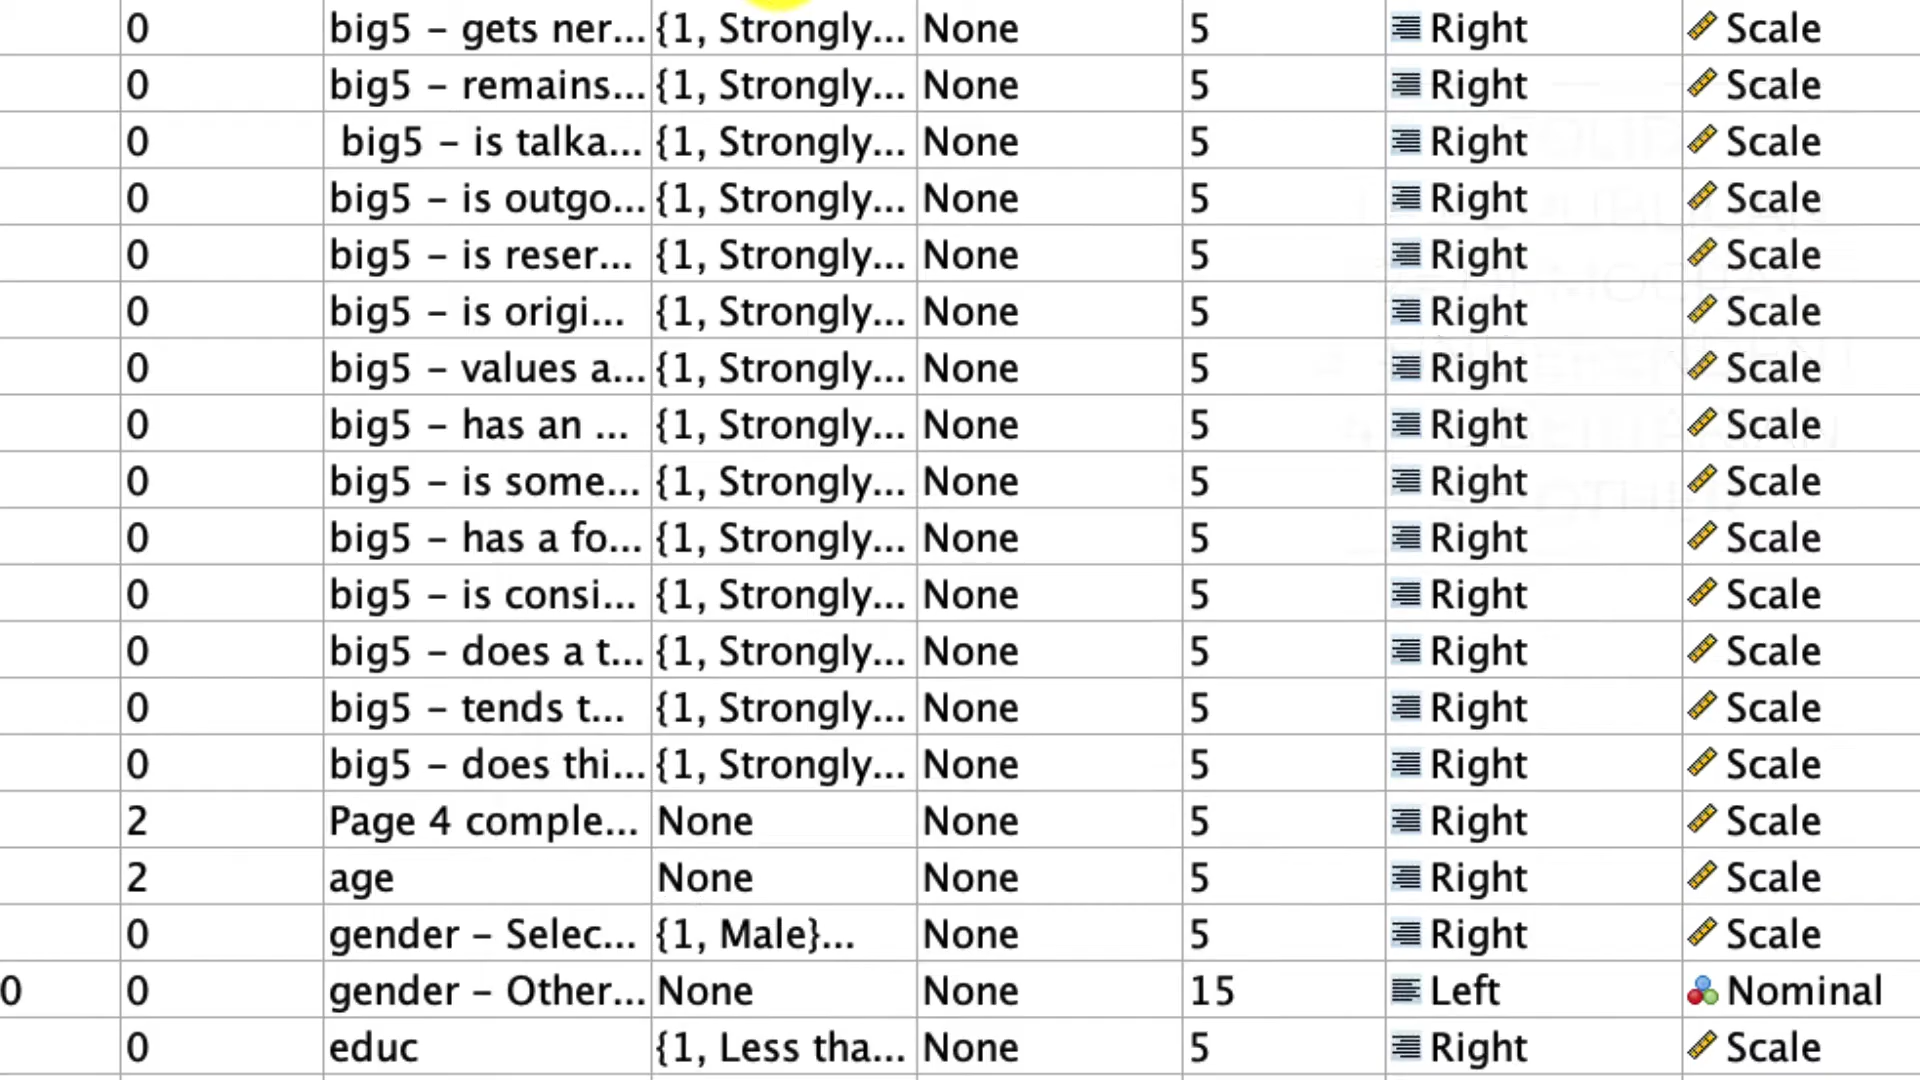 0 big5 – gets ner... {1, Strongly... None 5 Right Scale
0 big5 – remains... {1, Strongly... None 5 Right Scale
0 big5 – is talka... {1, Strongly... None 5 Right Scale
0 big5 – is outgo... {1, Strongly... None 5 Right Scale
0 big5 – is reser... {1, Strongly... None 5 Right Scale
0 big5 – is origi... {1, Strongly... None 5 Right Scale
0 big5 – values a... {1, Strongly... None 5 Right Scale
0 big5 – has an ... {1, Strongly... None 5 Right Scale
0 big5 – is some... {1, Strongly... None 5 Right Scale
0 big5 – has a fo... {1, Strongly... None 5 Right Scale
0 big5 – is consi... {1, Strongly... None 5 Right Scale
0 big5 – does a t... {1, Strongly... None 5 Right Scale
0 big5 – tends t... {1, Strongly... None 5 Right Scale
0 big5 – does thi... {1, Strongly... None 5 Right Scale
2 Page 4 comple... None None 5 Right Scale
2 age None None 5 Right Scale
0 gender – Selec... {1, Male}... None 5 Right Scale
0 0 gender – Other... None None 15 Left Nominal
0 educ {1, Less tha... None 5 Right Scale